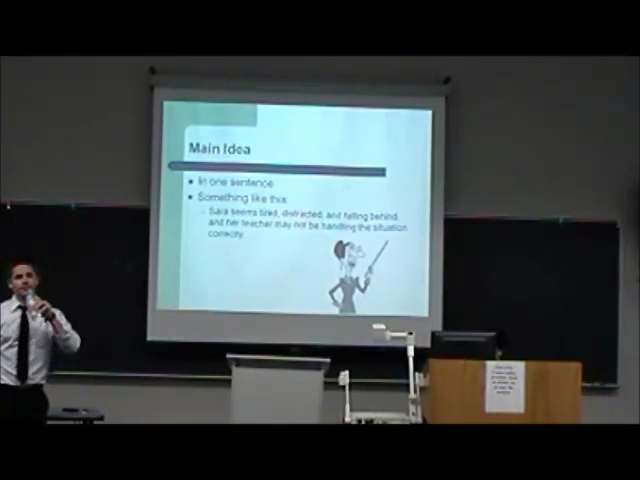 Main Idea
In one sentence
Something like this:
Sara seems tired, distracted, and falling behind,
and her teacher may not be handling the situation
correctly.